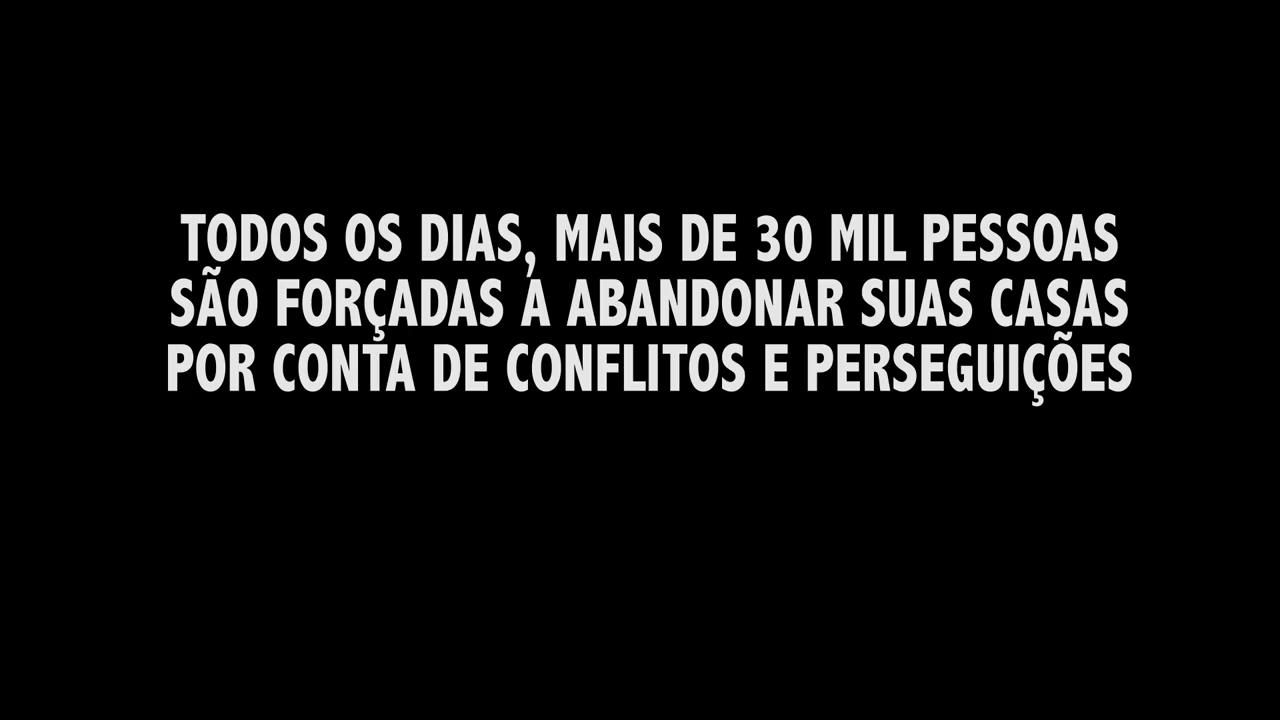 TODOS OS DIAS, MAIS DE 30 MIL PESSOAS
SÃO FORÇADAS A ABANDONAR SUAS CASAS
POR CONTA DE CONFLITOS E PERSEGUIÇÕES